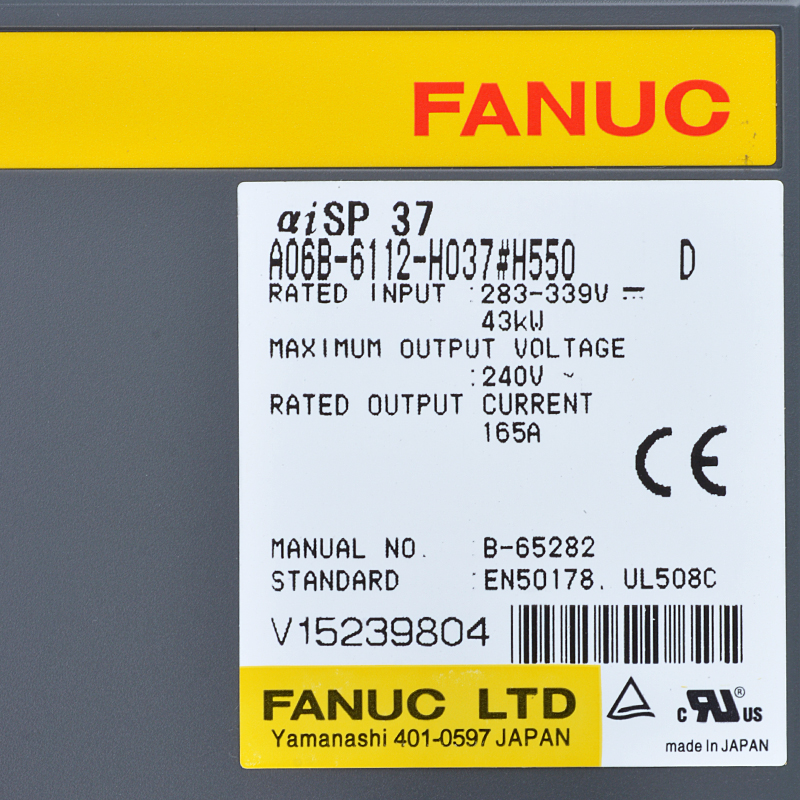 FANUC
αiSP 37
A06B-6112-H037#H550 D
RATED INPUT :283-339V ⎓
43kW
MAXIMUM OUTPUT VOLTAGE
:240V ~
RATED OUTPUT CURRENT
165A
CE
MANUAL NO. :B-65282
STANDARD :EN50178. UL508C
V15239804
FANUC LTD
Yamanashi 401-0597 JAPAN
c RU ® US
made in JAPAN